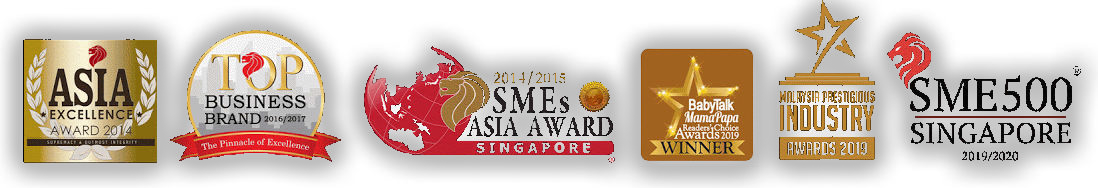 ASIA
EXCELLENCE
AWARD 2014
SUPREMACY & OUTMOST INTEGRITY
TOP
BUSINESS
BRAND 2016/2017
The Pinnacle of Excellence
2014/2015
SMEs
ASIA AWARD
SINGAPORE
®
BabyTalk
MamaPapa
Readers' Choice
Awards 2019
WINNER
MALAYSIA PRESTIGIOUS
INDUSTRY
AWARDS 2019
SME500
®
SINGAPORE
2019/2020